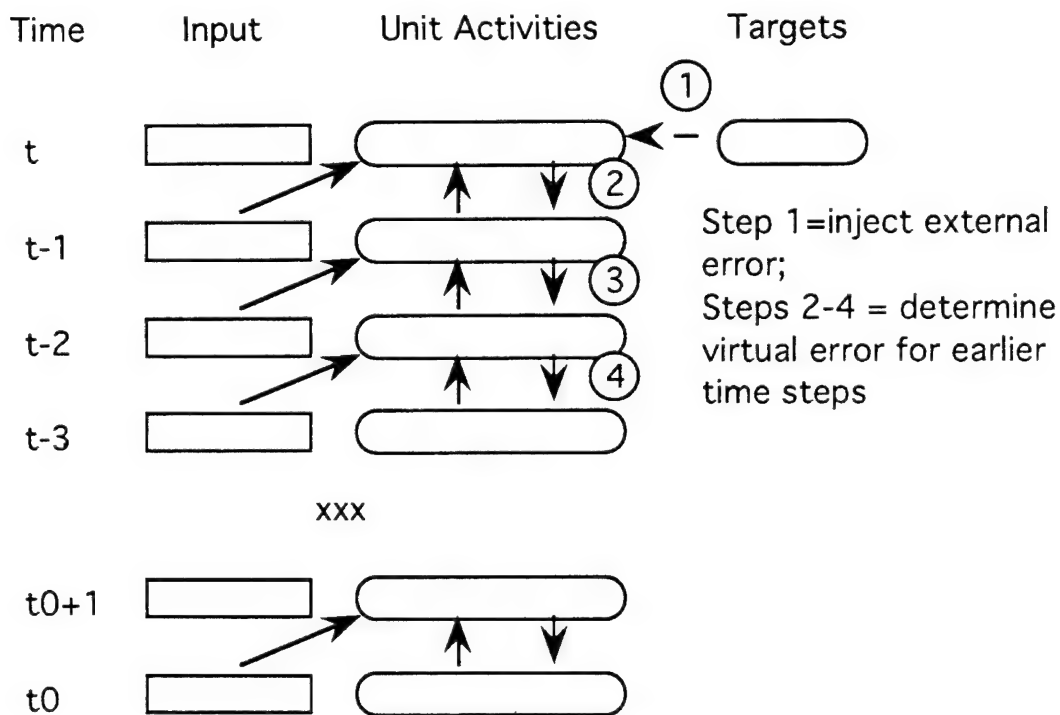 Time Input Unit Activities Targets
1
t
2
t-1
Step 1=inject external
error;
3
Steps 2-4 = determine
t-2
virtual error for earlier
4
time steps
t-3
xxx
t0+1
t0